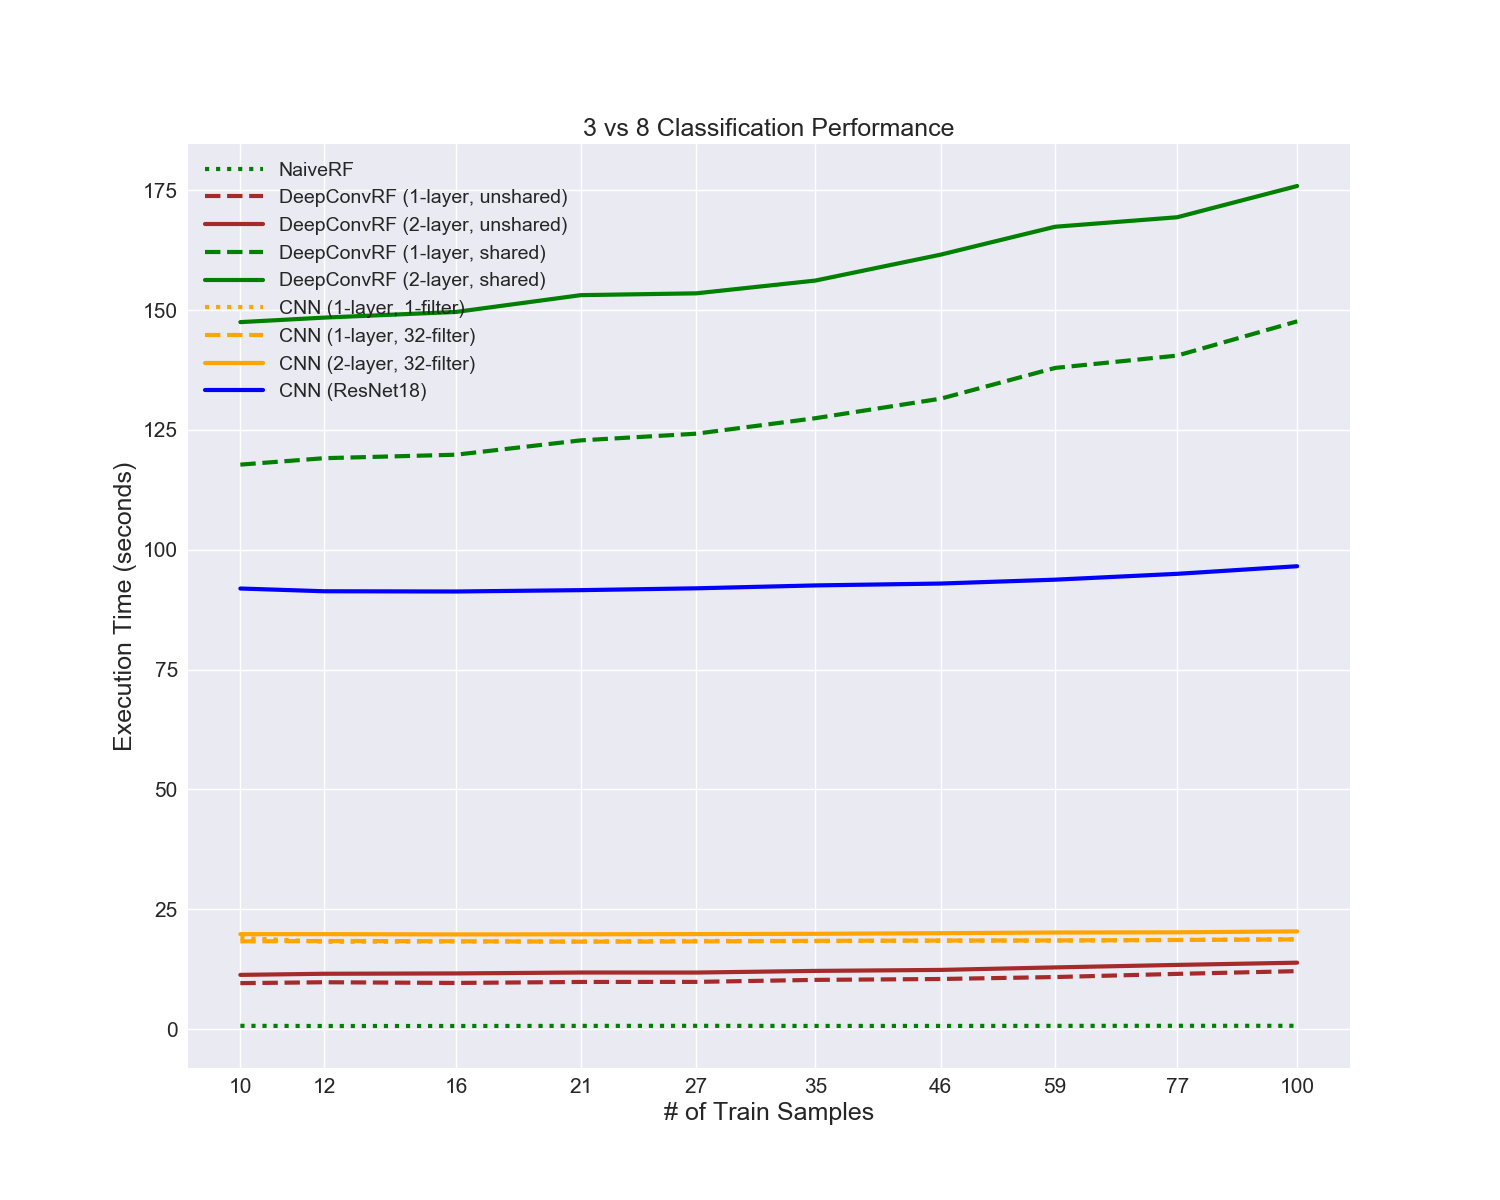 3 vs 8 Classification Performance
NaiveRF
DeepConvRF (1-layer, unshared)
DeepConvRF (2-layer, unshared)
DeepConvRF (1-layer, shared)
DeepConvRF (2-layer, shared)
CNN (1-layer, 1-filter)
CNN (1-layer, 32-filter)
CNN (2-layer, 32-filter)
CNN (ResNet18)
175
150
125
100
75
50
25
0
Execution Time (seconds)
10 12 16 21 27 35 46 59 77 100
# of Train Samples